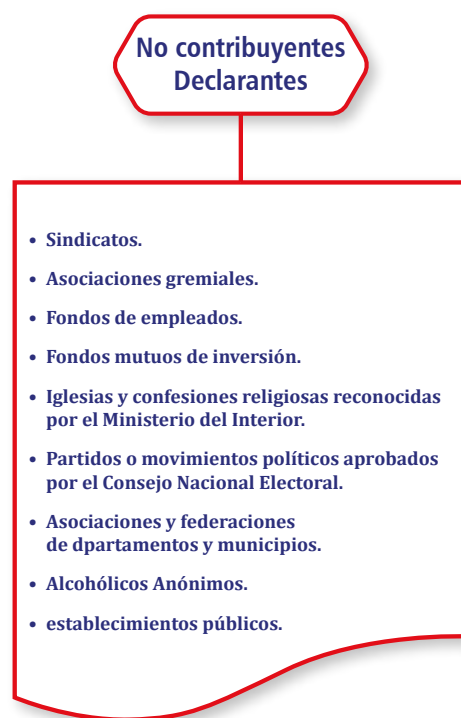 No contribuyentes
Declarantes
• Sindicatos.
• Asociaciones gremiales.
• Fondos de empleados.
• Fondos mutuos de inversión.
• Iglesias y confesiones religiosas reconocidas
por el Ministerio del Interior.
• Partidos o movimientos políticos aprobados
por el Consejo Nacional Electoral.
• Asociaciones y federaciones
de dpartamentos y municipios.
• Alcohólicos Anónimos.
• establecimientos públicos.